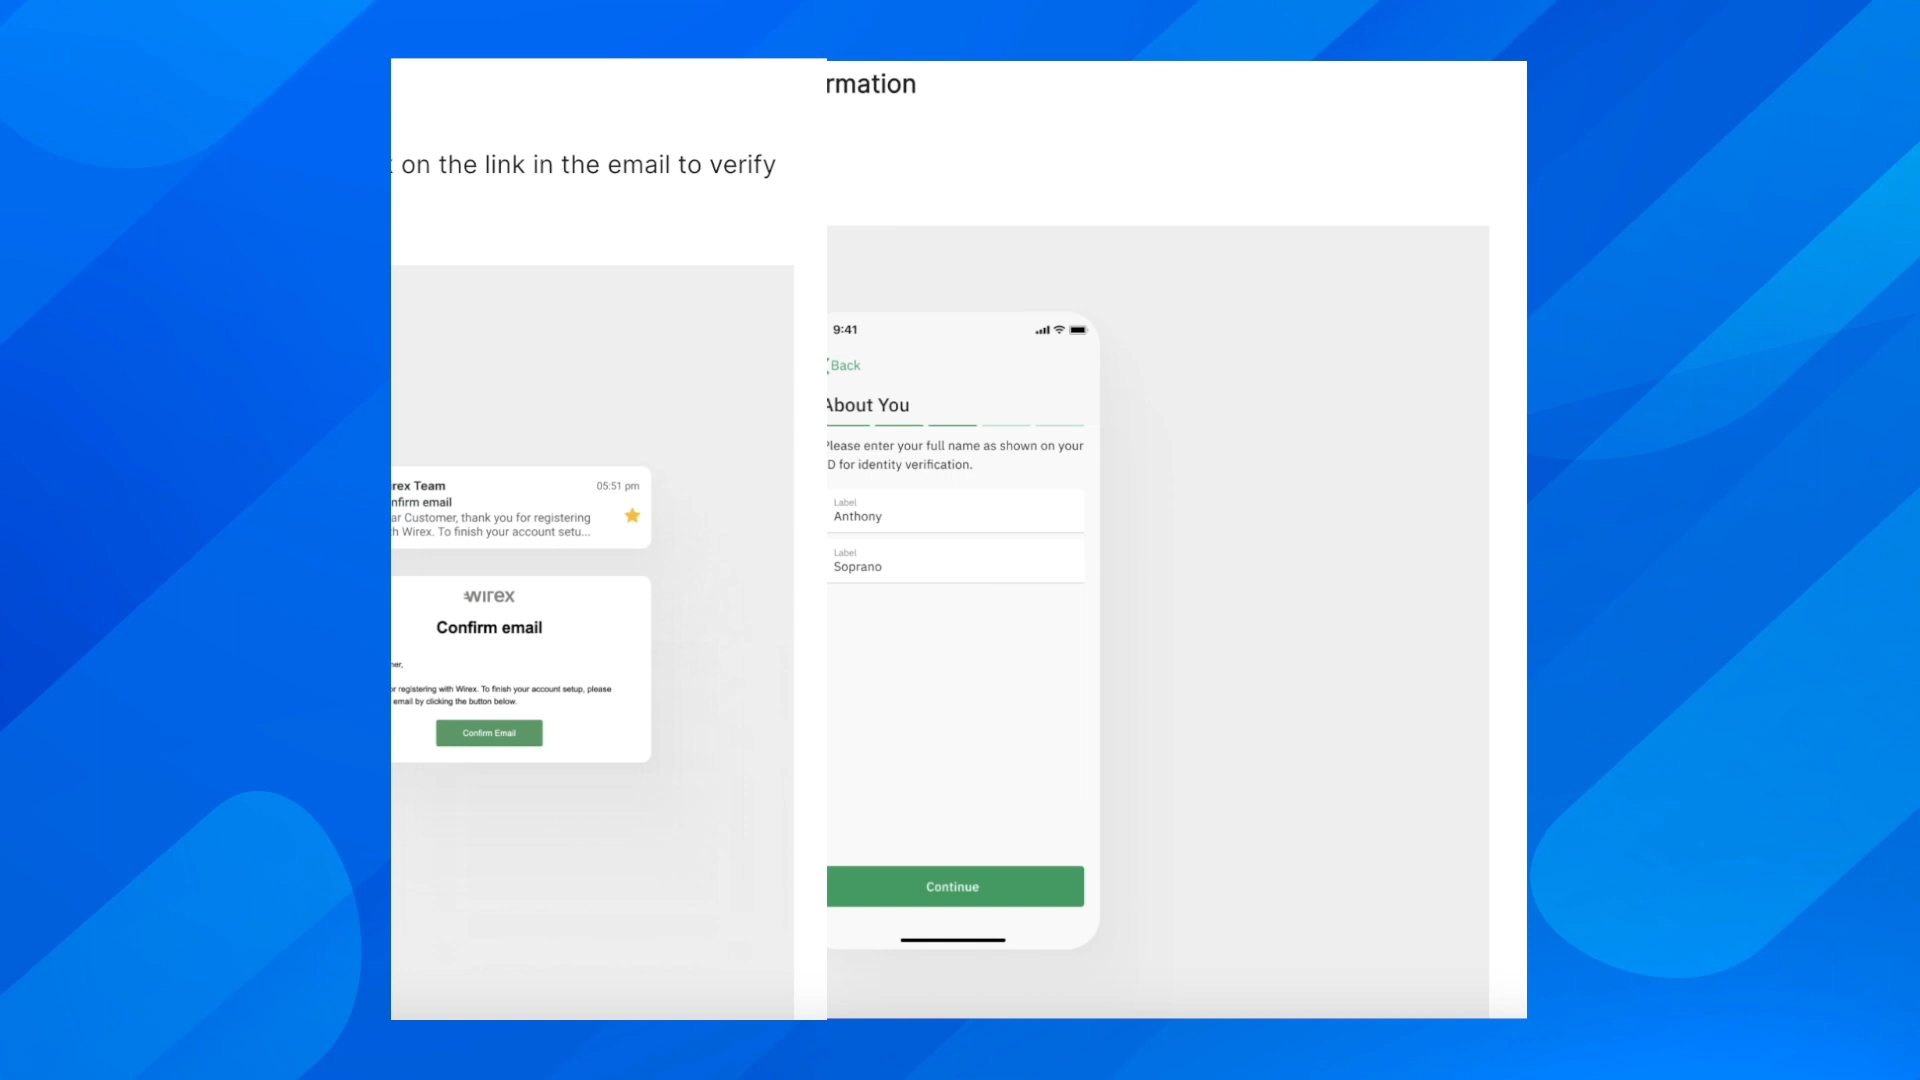 on the link in the email to verify
rex Team 05:51 pm
nfirm email
ar Customer, thank you for registering
h Wirex. To finish your account setu...
wirex
Confirm email
ner,
r registering with Wirex. To finish your account setup, please
email by clicking the button below.
Confirm Email
rmation
9:41
Back
About You
Please enter your full name as shown on your
D for identity verification.
Label
Anthony
Label
Soprano
Continue